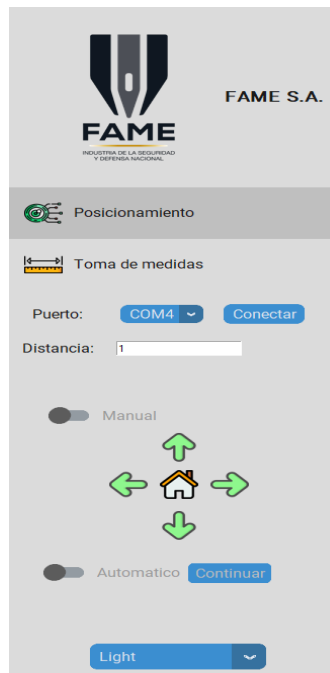 FAME S.A.
FAME
INDUSTRIA DE LA SEGURIDAD
Y DEFENSA NACIONAL
Posicionamiento
Toma de medidas
Puerto: COM4 Conectar
Distancia: 1
Manual
Automatico Continuar
Light